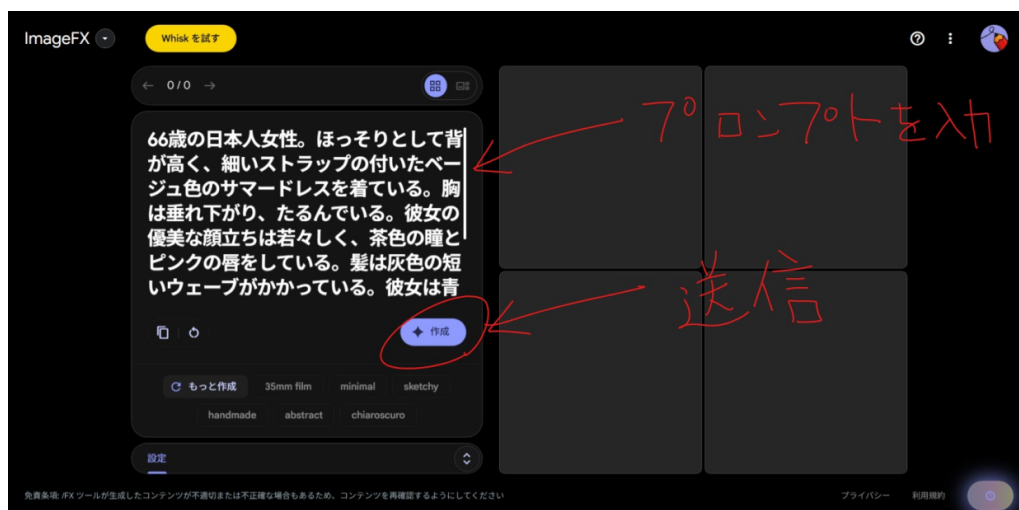 ImageFX
Whisk を試す
0/0
66歳の日本人女性。ほっそりとして背
が高く、細いストラップの付いたベー
ジュ色のサマードレスを着ている。胸
は垂れ下がり、たるんでいる。彼女の
優美な顔立ちは若々しく、茶色の瞳と
ピンクの唇をしている。髪は灰色の短
いウェーブがかかっている。彼女は青
プロンプトを入力
作成
送信
もっと作成
35mm film
minimal
sketchy
handmade
abstract
chiaroscuro
設定
免責条項: /FX ツールが生成したコンテンツが不適切または不正確な場合もあるため、コンテンツを再確認するようにしてください
プライバシー
利用規約